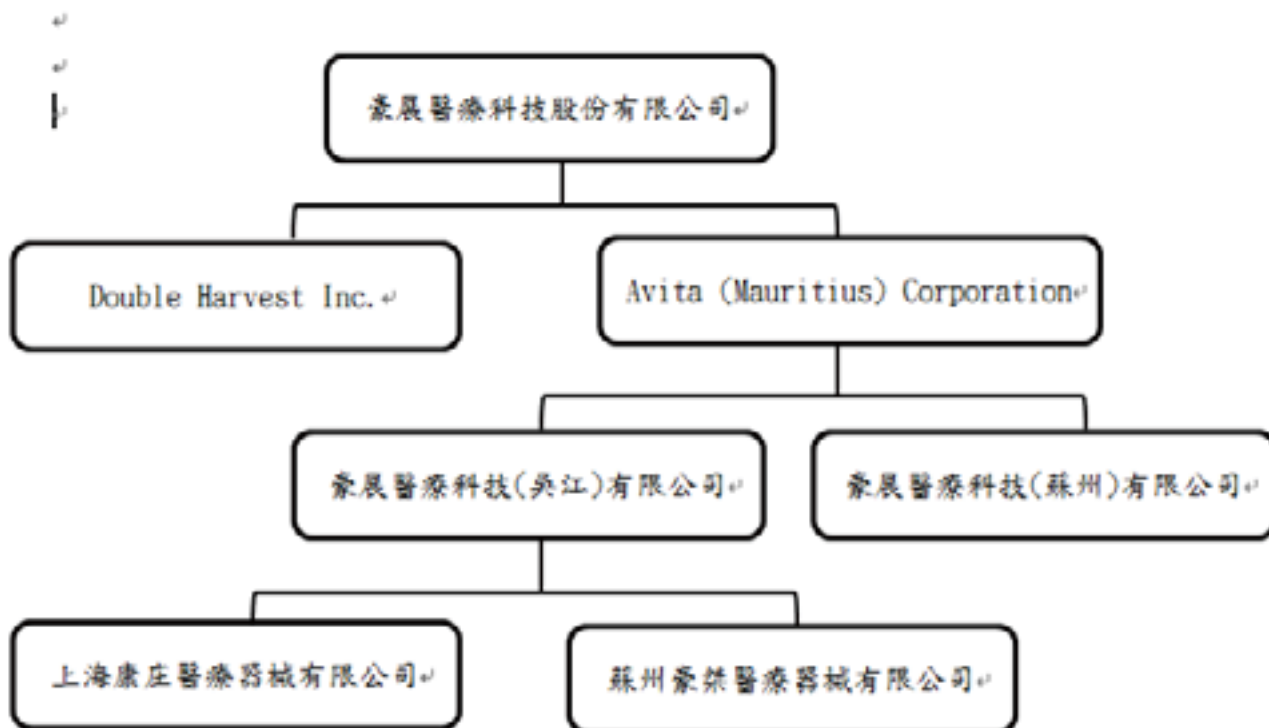 豪展醫療科技股份有限公司
Double Harvest Inc.
Avita (Mauritius) Corporation
豪展醫療科技(吳江)有限公司
豪展醫療科技(蘇州)有限公司
上海康庄醫療器械有限公司
蘇州豪桀醫療器械有限公司